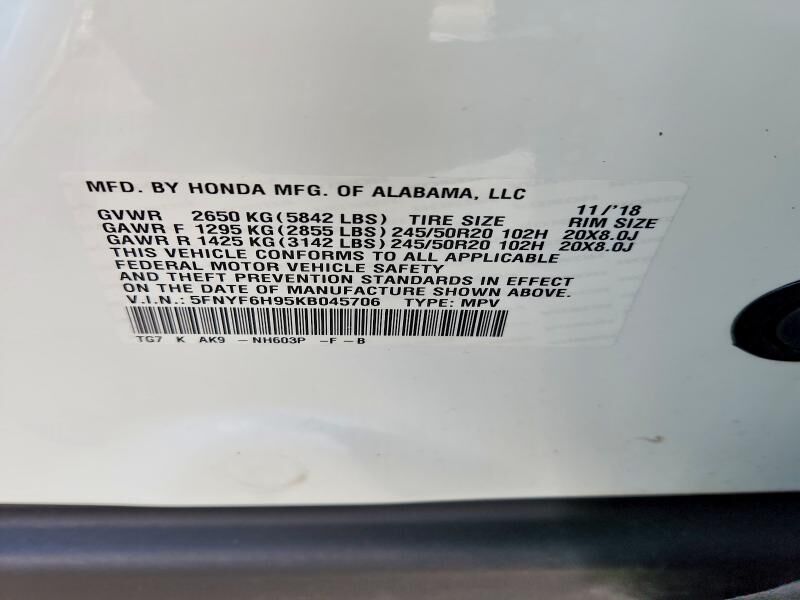 MFD. BY HONDA MFG. OF ALABAMA, LLC 11/'18
GVWR 2650 KG (5842 LBS) TIRE SIZE RIM SIZE
GAWR F 1295 KG (2855 LBS) 245/50R20 102H 20X8.0J
GAWR R 1425 KG (3142 LBS) 245/50R20 102H 20X8.0J
THIS VEHICLE CONFORMS TO ALL APPLICABLE
FEDERAL MOTOR VEHICLE SAFETY
AND THEFT PREVENTION STANDARDS IN EFFECT
ON THE DATE OF MANUFACTURE SHOWN ABOVE.
V.I.N.: 5FNYF6H95KB045706 TYPE: MPV
TG7 K AK9 -NH603P -F-B